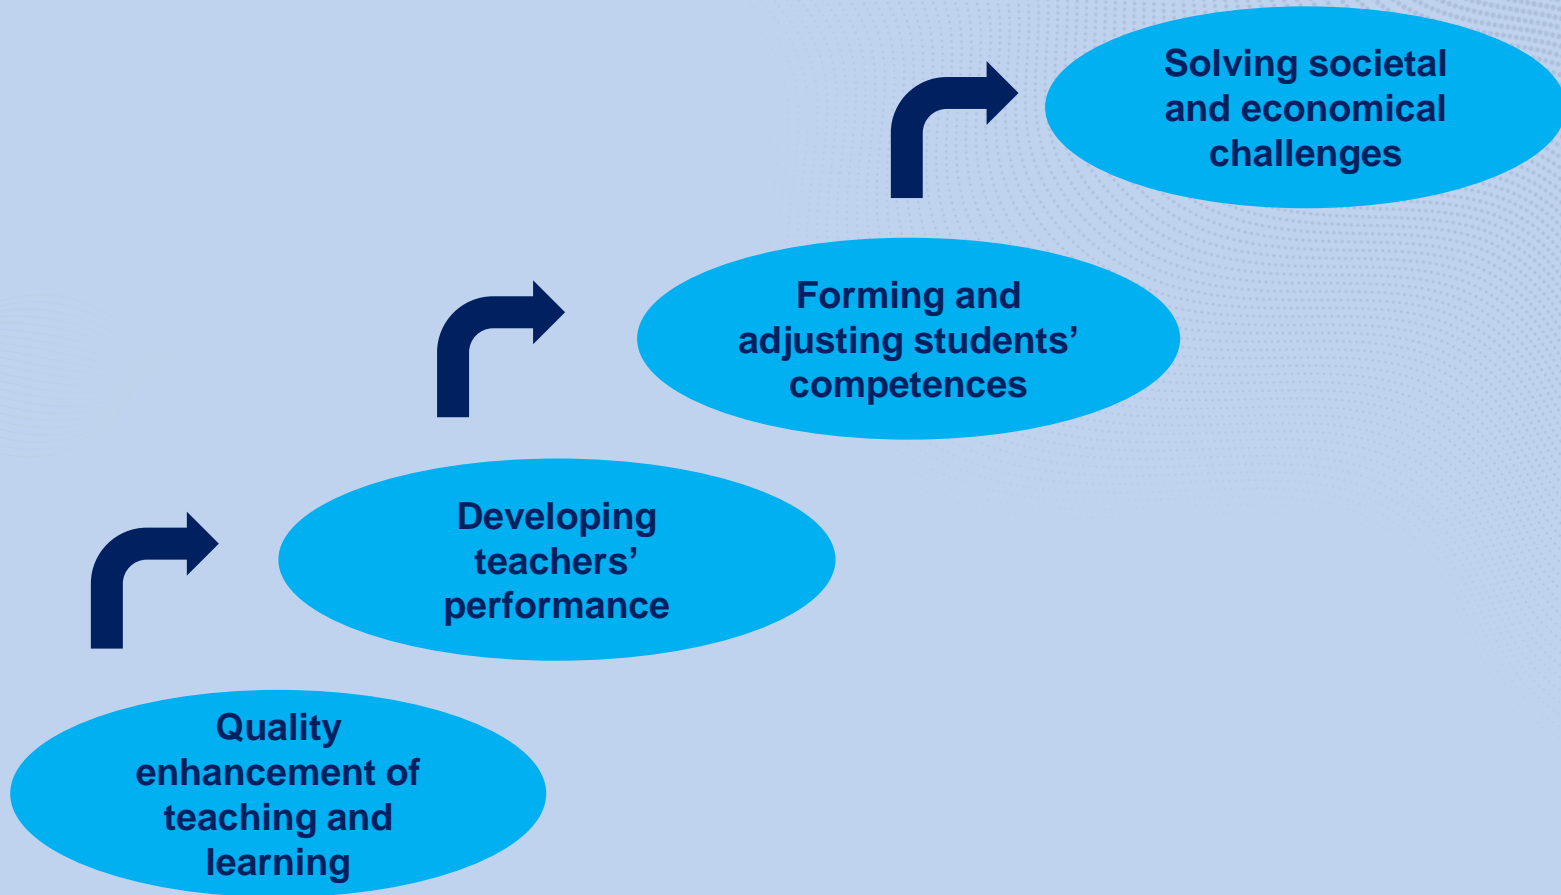 Solving societal
and economical
challenges
Forming and
adjusting students’
competences
Developing
teachers’
performance
Quality
enhancement of
teaching and
learning